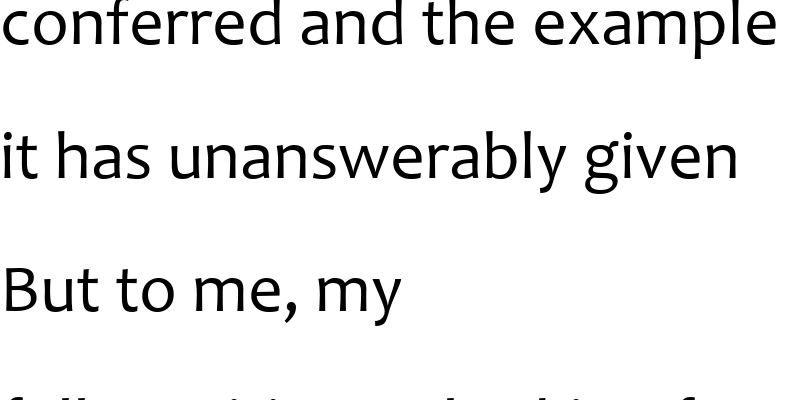 conferred and the example
it has unanswerably given
But to me, my